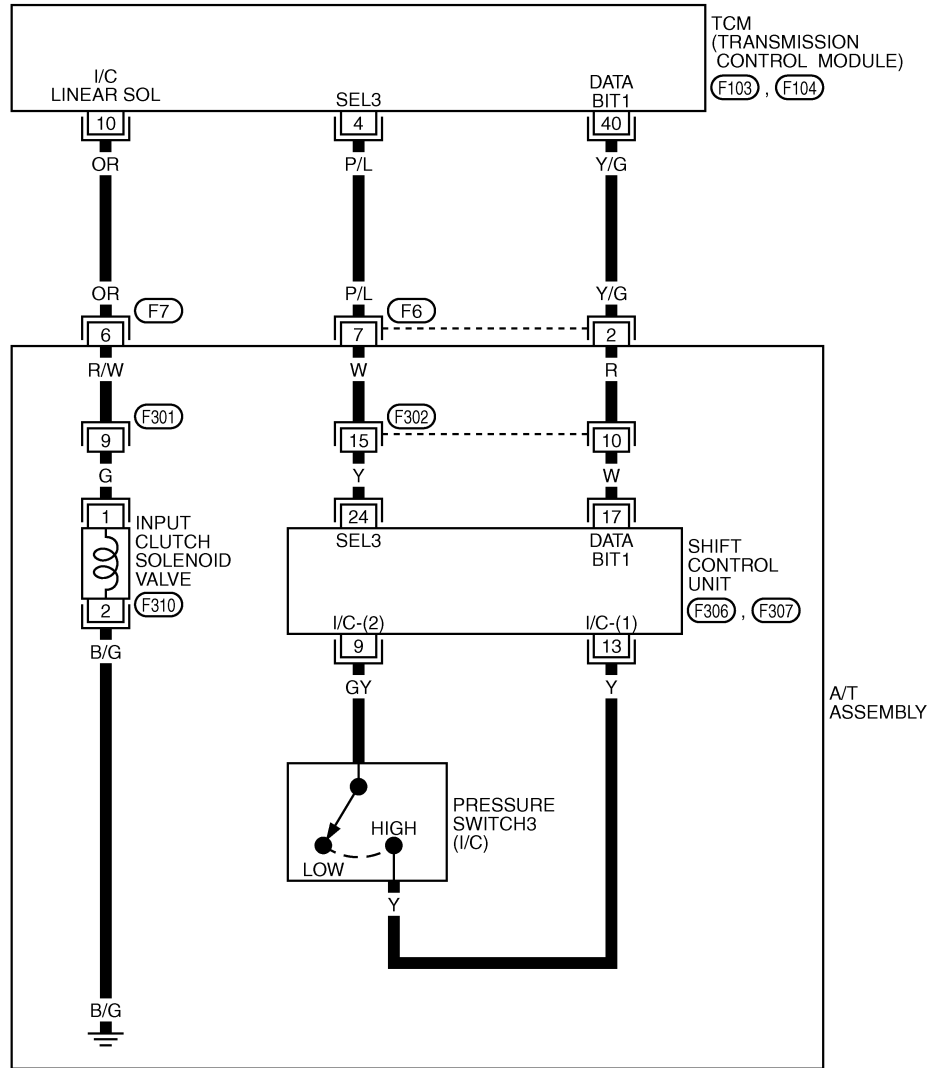 TCM
(TRANSMISSION
CONTROL MODULE)
F103 , F104
I/C
LINEAR SOL
SEL3
DATA
BIT1
10
4
40
OR
P/L
Y/G
OR
P/L
Y/G
F7
F6
6
7
2
R/W
W
R
F301
F302
9
15
10
G
Y
W
1
24
17
INPUT
CLUTCH
SOLENOID
VALVE
F310
2
SEL3
DATA
BIT1
SHIFT
CONTROL
UNIT
F306 , F307
I/C-(2)
I/C-(1)
9
13
B/G
GY
Y
A/T
ASSEMBLY
PRESSURE
SWITCH3
(I/C)
HIGH
LOW
Y
B/G